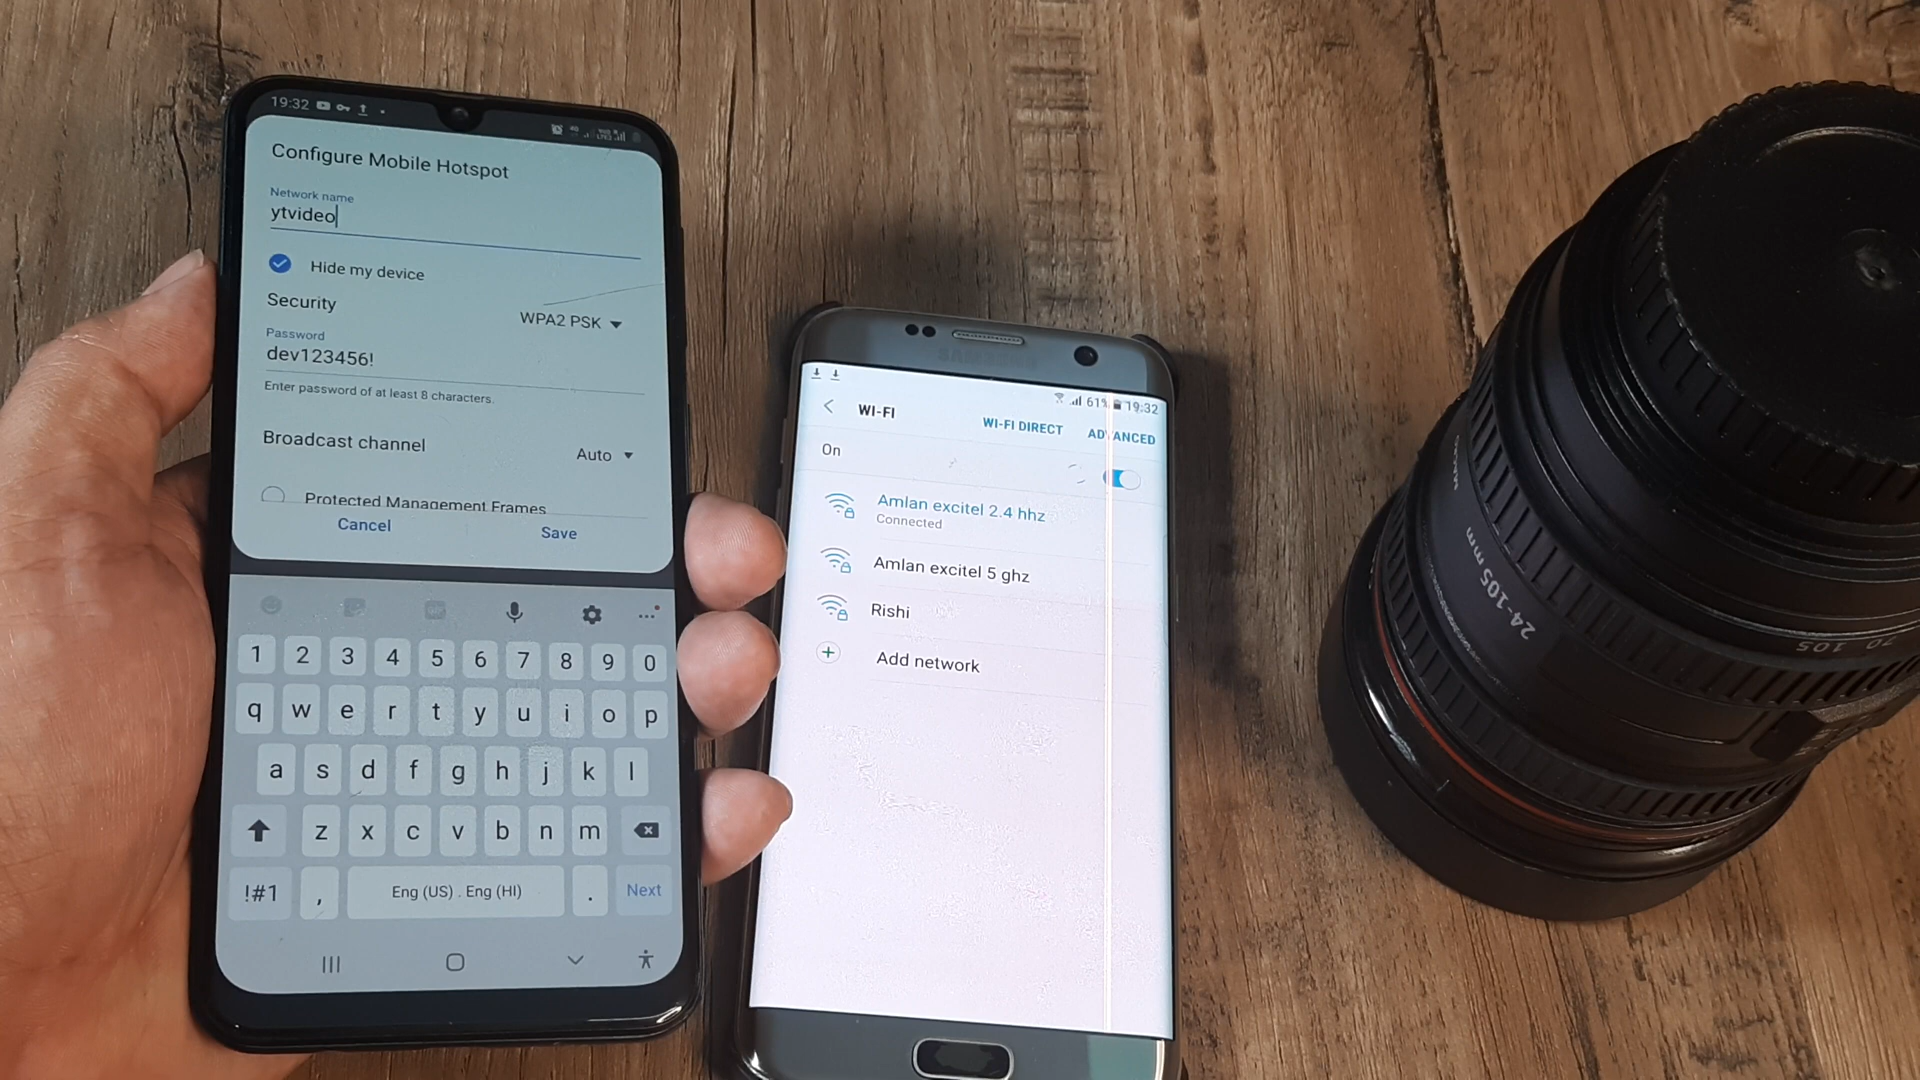 19:32
Configure Mobile Hotspot
Network name
ytvideo
Hide my device
Security
WPA2 PSK
Password
dev123456!
Enter password of at least 8 characters.
Broadcast channel
Auto
Protected Management Frames
Cancel Save
1 2 3 4 5 6 7 8 9 0
q w e r t y u i o p
a s d f g h j k l
z x c v b n m
!#1 , Eng (US) . Eng (HI) . Next
SAMSUNG
61% 19:32
WI-FI
WI-FI DIRECT ADVANCED
On
Amlan excitel 2.4 hhz
Connected
Amlan excitel 5 ghz
Rishi
Add network
24-105mm
70 105